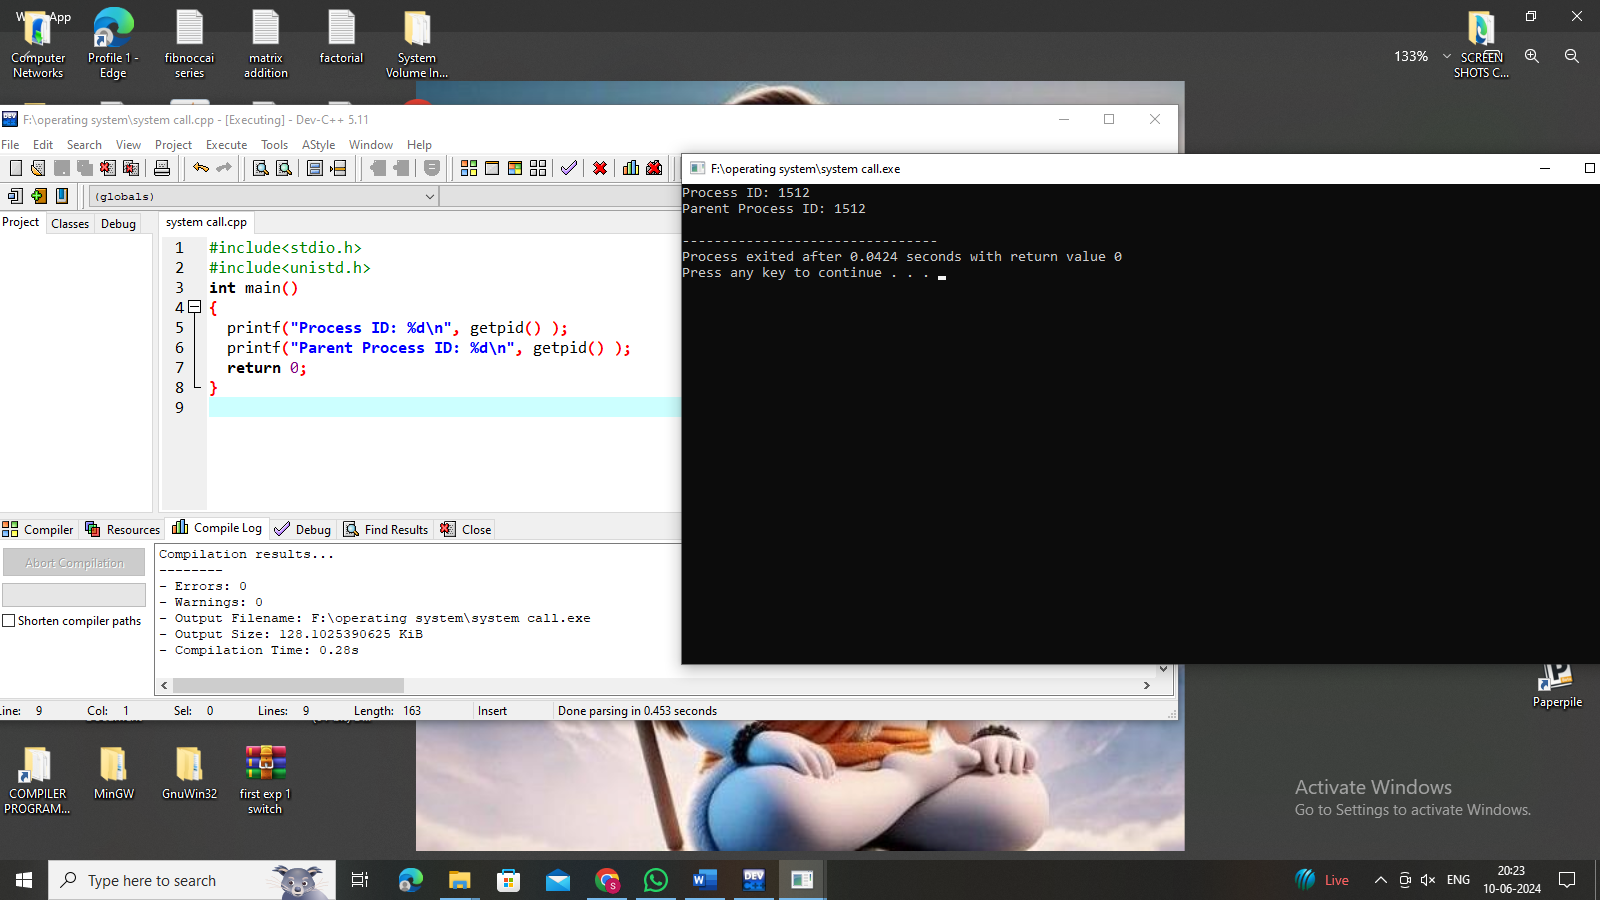 WhatsApp
Computer Networks
Profile 1 - Edge
fibnoccai series
matrix addition
factorial
System Volume In...
133%
SCREEN SHOTS C...
F:\operating system\system call.cpp - [Executing] - Dev-C++ 5.11
File Edit Search View Project Execute Tools AStyle Window Help
(globals)
Project Classes Debug
system call.cpp
1 #include<stdio.h>
2 #include<unistd.h>
3 int main()
4 {
5 printf("Process ID: %d\n", getpid() );
6 printf("Parent Process ID: %d\n", getpid() );
7 return 0;
8 }
9
F:\operating system\system call.exe
Process ID: 1512
Parent Process ID: 1512
--------------------------------
Process exited after 0.0424 seconds with return value 0
Press any key to continue . . .
Compiler Resources Compile Log Debug Find Results Close
Abort Compilation
Shorten compiler paths
Compilation results...
--------
- Errors: 0
- Warnings: 0
- Output Filename: F:\operating system\system call.exe
- Output Size: 128.1025390625 KiB
- Compilation Time: 0.28s
Line: 9 Col: 1 Sel: 0 Lines: 9 Length: 163 Insert Done parsing in 0.453 seconds
Paperpile
COMPILER PROGRAM...
MinGW
GnuWin32
first exp 1 switch
Activate Windows
Go to Settings to activate Windows.
Type here to search
Live
ENG
20:23
10-06-2024